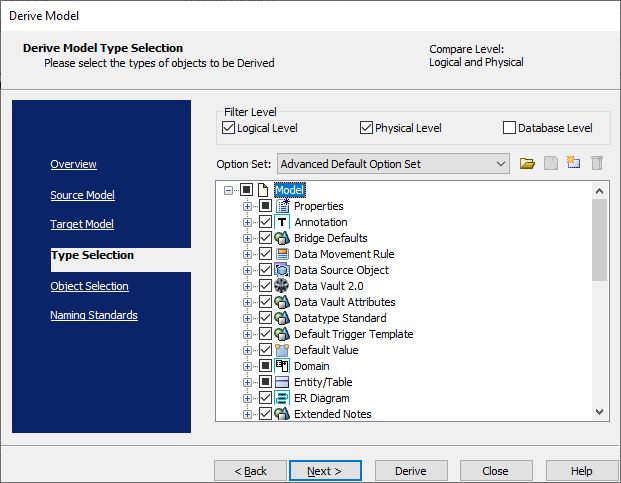 Derive Model
Derive Model Type Selection
Please select the types of objects to be Derived
Compare Level:
Logical and Physical
Overview
Source Model
Target Model
Type Selection
Object Selection
Naming Standards
Filter Level
Logical Level
Physical Level
Database Level
Option Set:
Advanced Default Option Set
Model
Properties
Annotation
Bridge Defaults
Data Movement Rule
Data Source Object
Data Vault 2.0
Data Vault Attributes
Datatype Standard
Default Trigger Template
Default Value
Domain
Entity/Table
ER Diagram
Extended Notes
< Back
Next >
Derive
Close
Help